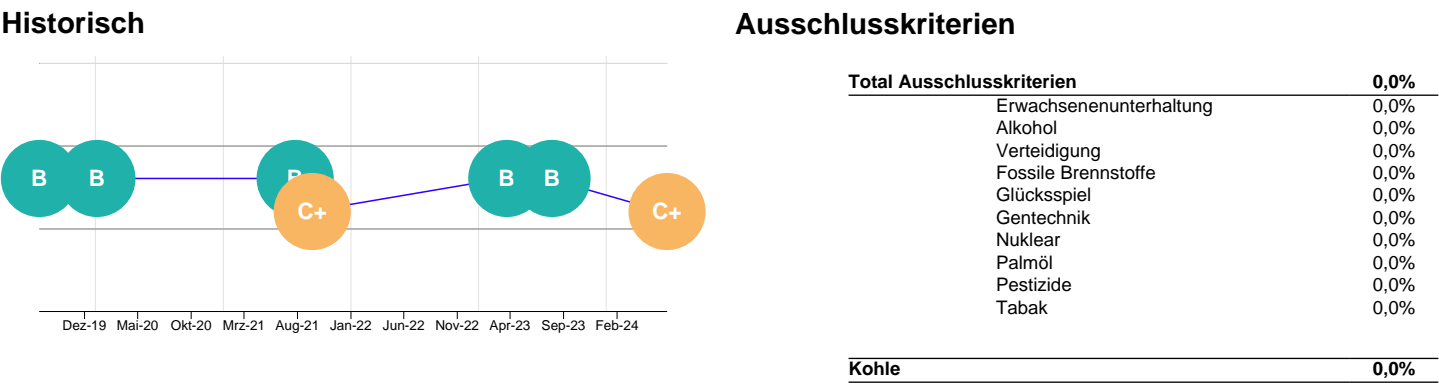 Historisch
B B B C+ B B C+
Dez-19 Mai-20 Okt-20 Mrz-21 Aug-21 Jan-22 Jun-22 Nov-22 Apr-23 Sep-23 Feb-24
Ausschlusskriterien
Total Ausschlusskriterien 0,0%
Erwachsenenunterhaltung 0,0%
Alkohol 0,0%
Verteidigung 0,0%
Fossile Brennstoffe 0,0%
Glücksspiel 0,0%
Gentechnik 0,0%
Nuklear 0,0%
Palmöl 0,0%
Pestizide 0,0%
Tabak 0,0%
Kohle 0,0%